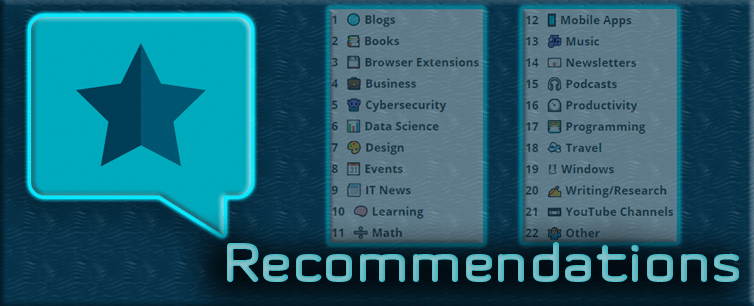 1 Blogs
2 Books
3 Browser Extensions
4 Business
5 Cybersecurity
6 Data Science
7 Design
8 Events
9 IT News
10 Learning
11 Math
12 Mobile Apps
13 Music
14 Newsletters
15 Podcasts
16 Productivity
17 Programming
18 Travel
19 Windows
20 Writing/Research
21 YouTube Channels
22 Other
Recommendations